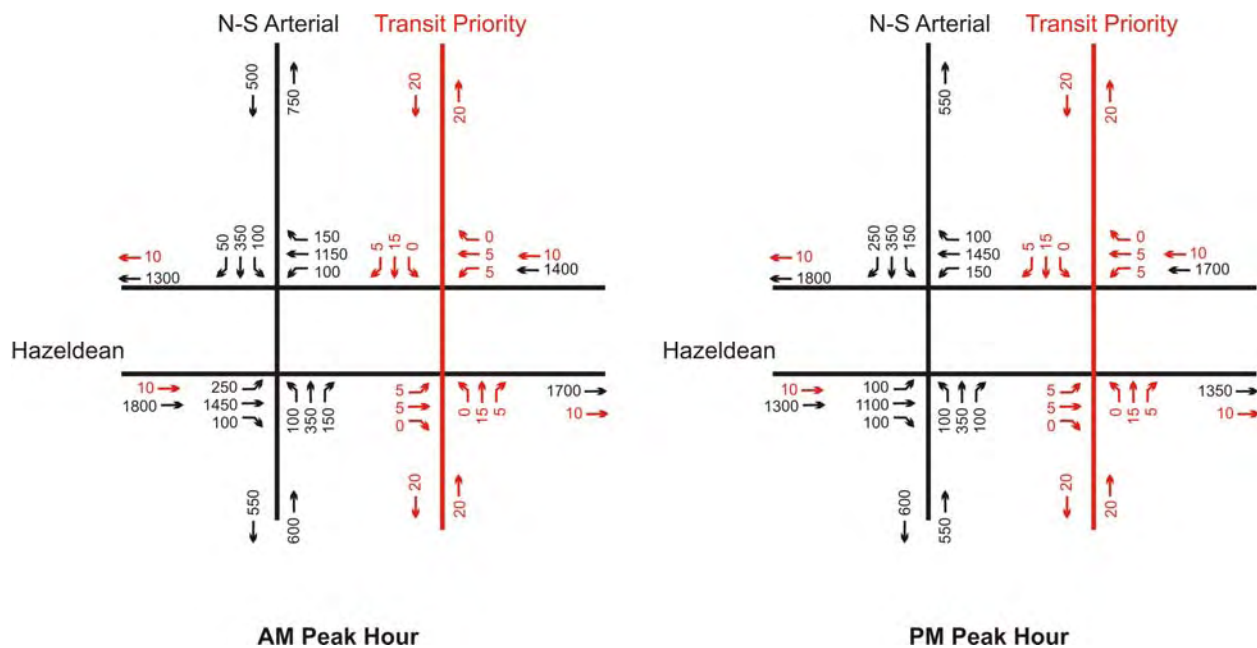 N-S Arterial Transit Priority N-S Arterial Transit Priority
500 750 20 20 550 20 20
50 350 100 150 1150 100 5 15 0 0 5 5 10 1400
10 1300
250 350 150 100 1450 150 5 15 0 0 5 5 10 1700
10 1800
Hazeldean Hazeldean
10 1800 250 1450 100 100 350 150 5 5 0 0 15 5 1700 10
10 1300 100 1100 100 100 350 100 5 5 0 0 15 5 1350 10
550 600 20 20 600 550 20 20
AM Peak Hour PM Peak Hour